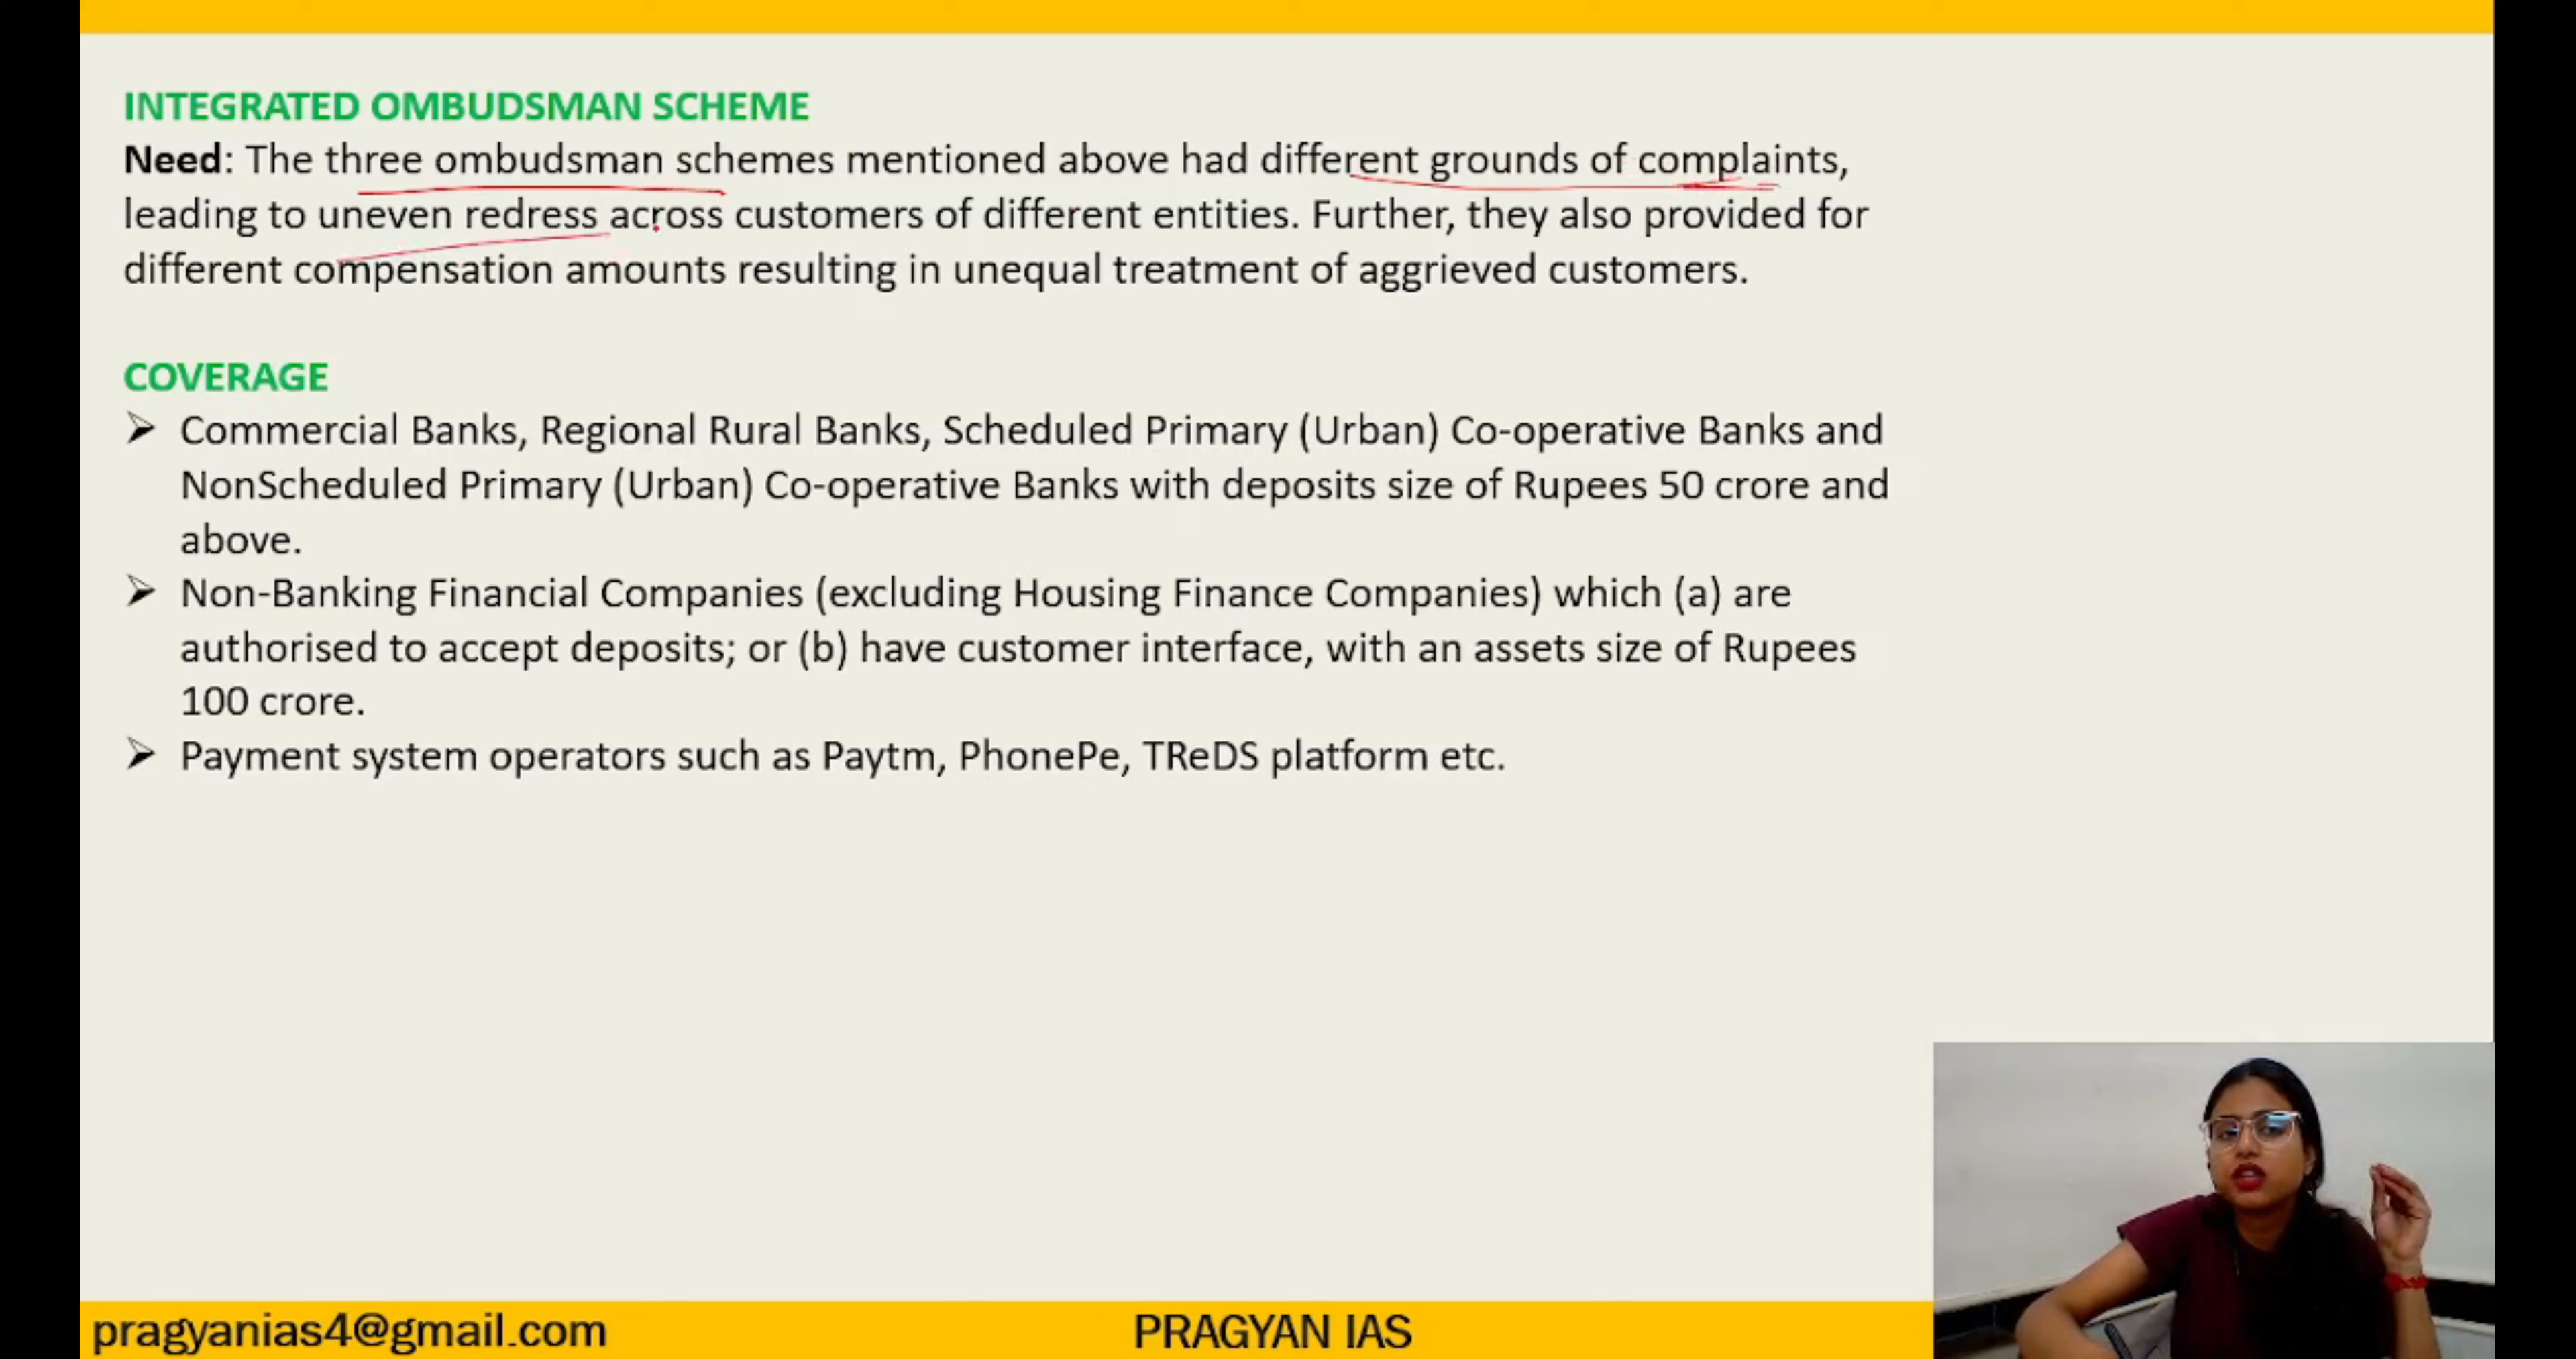 INTEGRATED OMBUDSMAN SCHEME
Need: The three ombudsman schemes mentioned above had different grounds of complaints,
leading to uneven redress across customers of different entities. Further, they also provided for
different compensation amounts resulting in unequal treatment of aggrieved customers.
COVERAGE
➢ Commercial Banks, Regional Rural Banks, Scheduled Primary (Urban) Co-operative Banks and
NonScheduled Primary (Urban) Co-operative Banks with deposits size of Rupees 50 crore and
above.
➢ Non-Banking Financial Companies (excluding Housing Finance Companies) which (a) are
authorised to accept deposits; or (b) have customer interface, with an assets size of Rupees
100 crore.
➢ Payment system operators such as Paytm, PhonePe, TReDS platform etc.
pragyanias4@gmail.com
PRAGYAN IAS